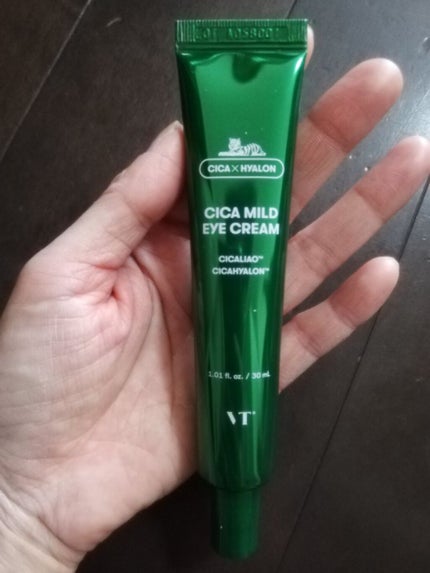 CICA×HYALON
CICA MILD
EYE CREAM
CICALIAO™
CICAHYALON™
1.01 fl. oz. / 30 mL
VT